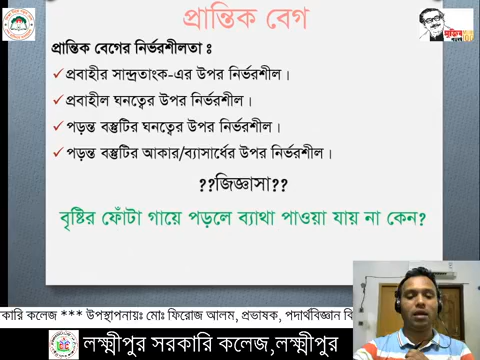 প্রান্তিক বেগ
প্রান্তিক বেগের নির্ভরশীলতা :
✓প্রবাহীর সান্দ্রতাংক-এর উপর নির্ভরশীল।
✓প্রবাহীল ঘনত্বের উপর নির্ভরশীল।
✓পড়ন্ত বস্তুটির ঘনত্বের উপর নির্ভরশীল।
✓পড়ন্ত বস্তুটির আকার/ব্যাসার্ধের উপর নির্ভরশীল।
??জিজ্ঞাসা??
বৃষ্টির ফোঁটা গায়ে পড়লে ব্যাথা পাওয়া যায় না কেন?
কারি কলেজ *** উপস্থাপনায়ঃ মোঃ ফিরোজ আলম, প্রভাষক, পদার্থবিজ্ঞান বি
লক্ষ্মীপুর সরকারি কলেজ,লক্ষ্মীপুর